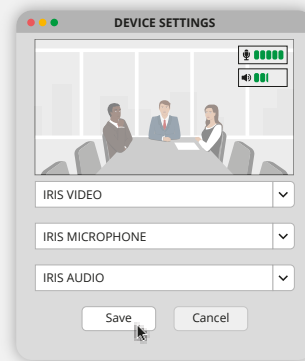 DEVICE SETTINGS
IRIS VIDEO
IRIS MICROPHONE
IRIS AUDIO
Save Cancel